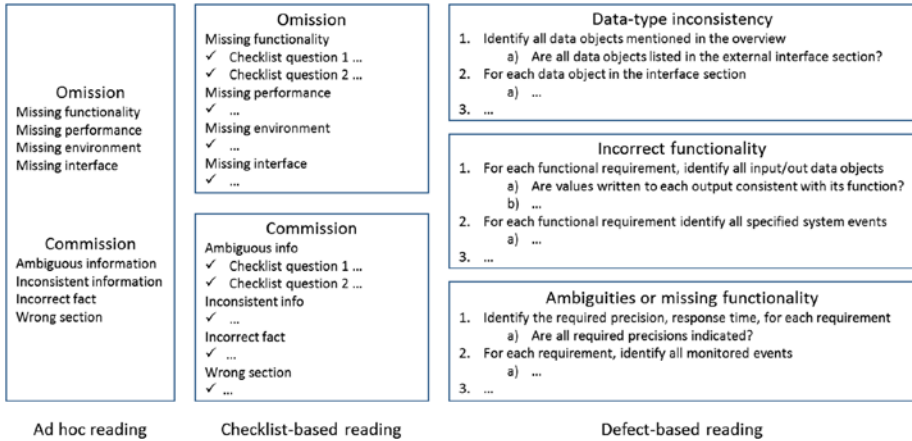 Omission
Missing functionality
Missing performance
Missing environment
Missing interface
Commission
Ambiguous information
Inconsistent information
Incorrect fact
Wrong section
Ad hoc reading
Omission
Missing functionality
✓ Checklist question 1 ...
✓ Checklist question 2 ...
Missing performance
✓ ...
Missing environment
✓ ...
Missing interface
✓ ...
Commission
Ambiguous info
✓ Checklist question 1 ...
✓ Checklist question 2 ...
Inconsistent info
✓ ...
Incorrect fact
✓ ...
Wrong section
✓ ...
Checklist-based reading
Data-type inconsistency
1. Identify all data objects mentioned in the overview
a) Are all data objects listed in the external interface section?
2. For each data object in the interface section
a) ...
3. ...
Incorrect functionality
1. For each functional requirement, identify all input/out data objects
a) Are values written to each output consistent with its function?
b) ...
2. For each functional requirement identify all specified system events
a) ...
3. ...
Ambiguities or missing functionality
1. Identify the required precision, response time, for each requirement
a) Are all required precisions indicated?
2. For each requirement, identify all monitored events
a) ...
3. ...
Defect-based reading